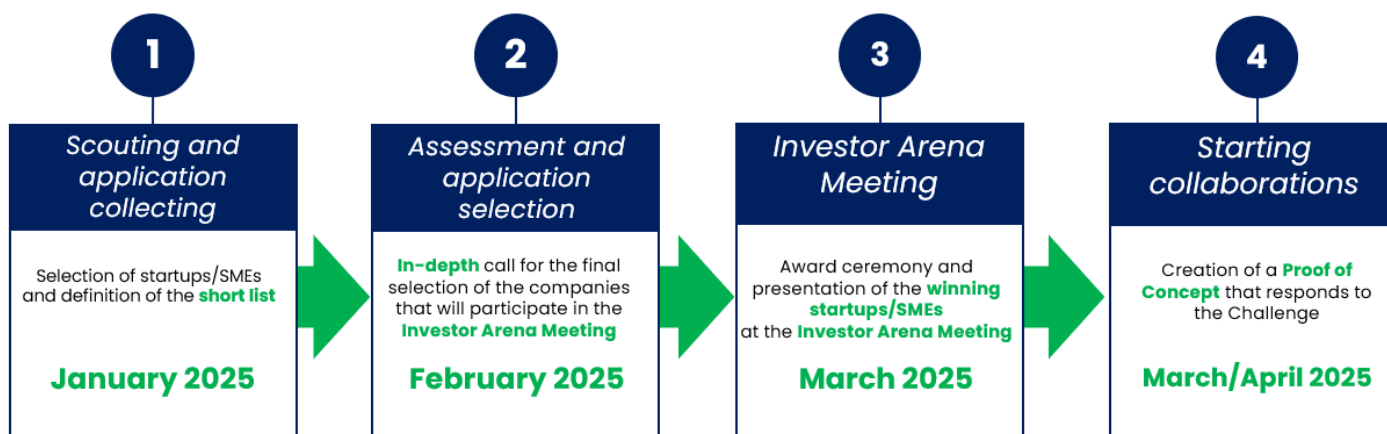 1
Scouting and
application
collecting
Selection of startups/SMEs
and definition of the short list
January 2025
2
Assessment and
application
selection
In-depth call for the final
selection of the companies
that will participate in the
Investor Arena Meeting
February 2025
3
Investor Arena
Meeting
Award ceremony and
presentation of the winning
startups/SMEs
at the Investor Arena Meeting
March 2025
4
Starting
collaborations
Creation of a Proof of
Concept that responds to
the Challenge
March/April 2025